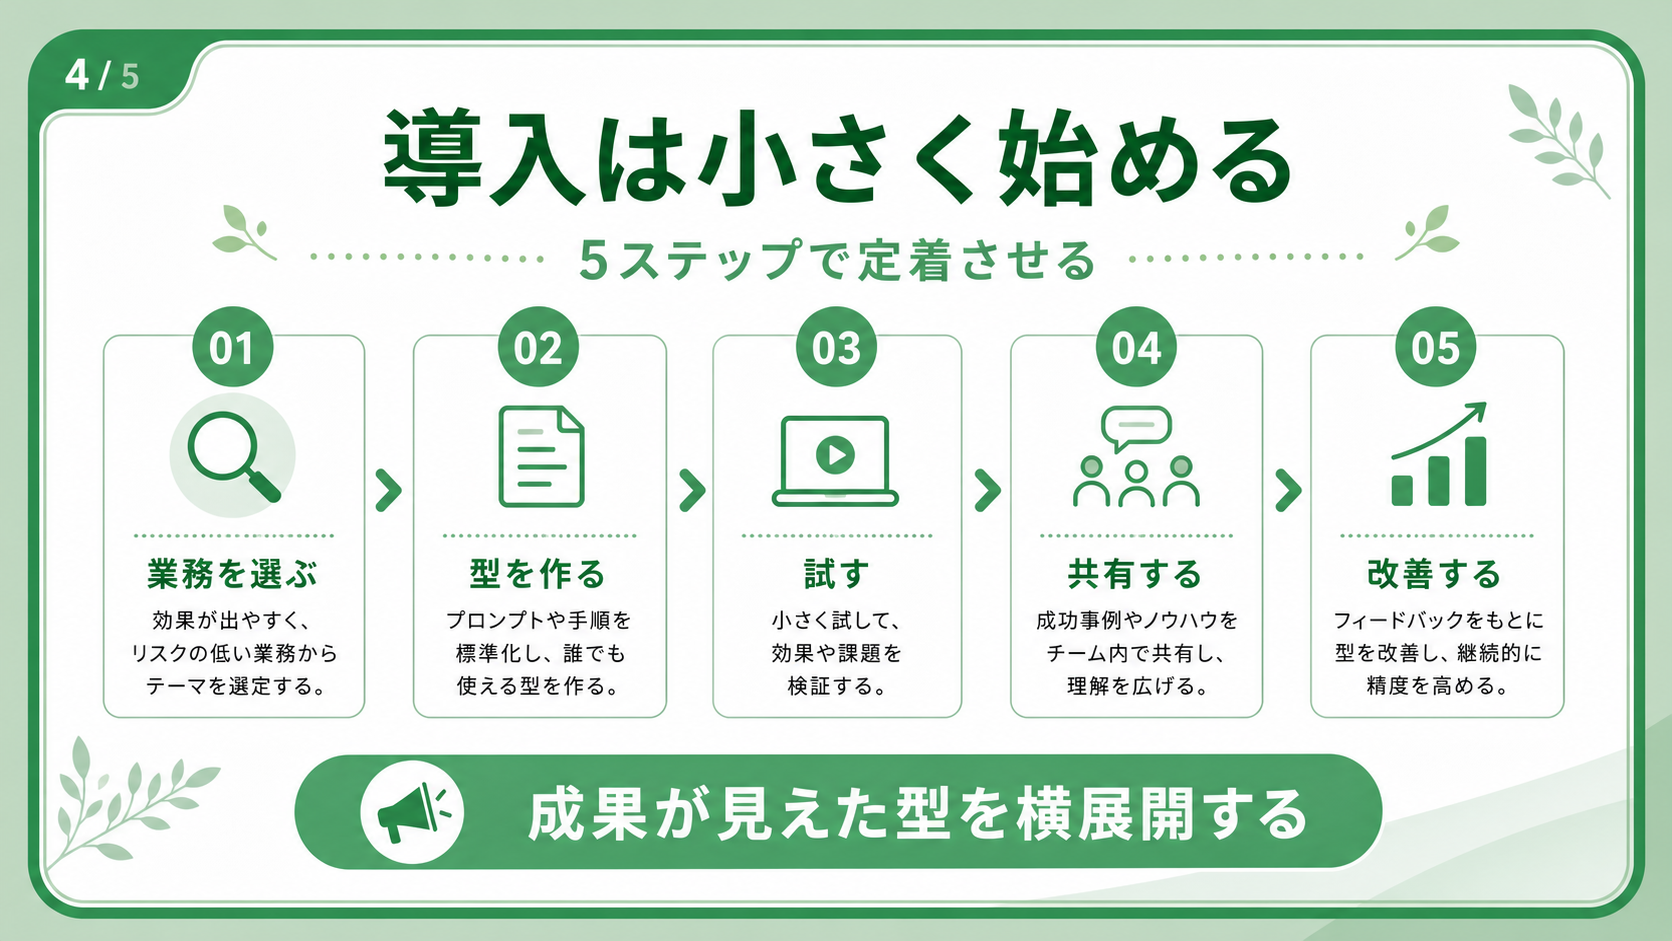 4 / 5
導入は小さく始める
5ステップで定着させる
01
業務を選ぶ
効果が出やすく、
リスクの低い業務から
テーマを選定する。
02
型を作る
プロンプトや手順を
標準化し、誰でも
使える型を作る。
03
試す
小さく試して、
効果や課題を
検証する。
04
共有する
成功事例やノウハウを
チーム内で共有し、
理解を広げる。
05
改善する
フィードバックをもとに
型を改善し、継続的に
精度を高める。
成果が見えた型を横展開する